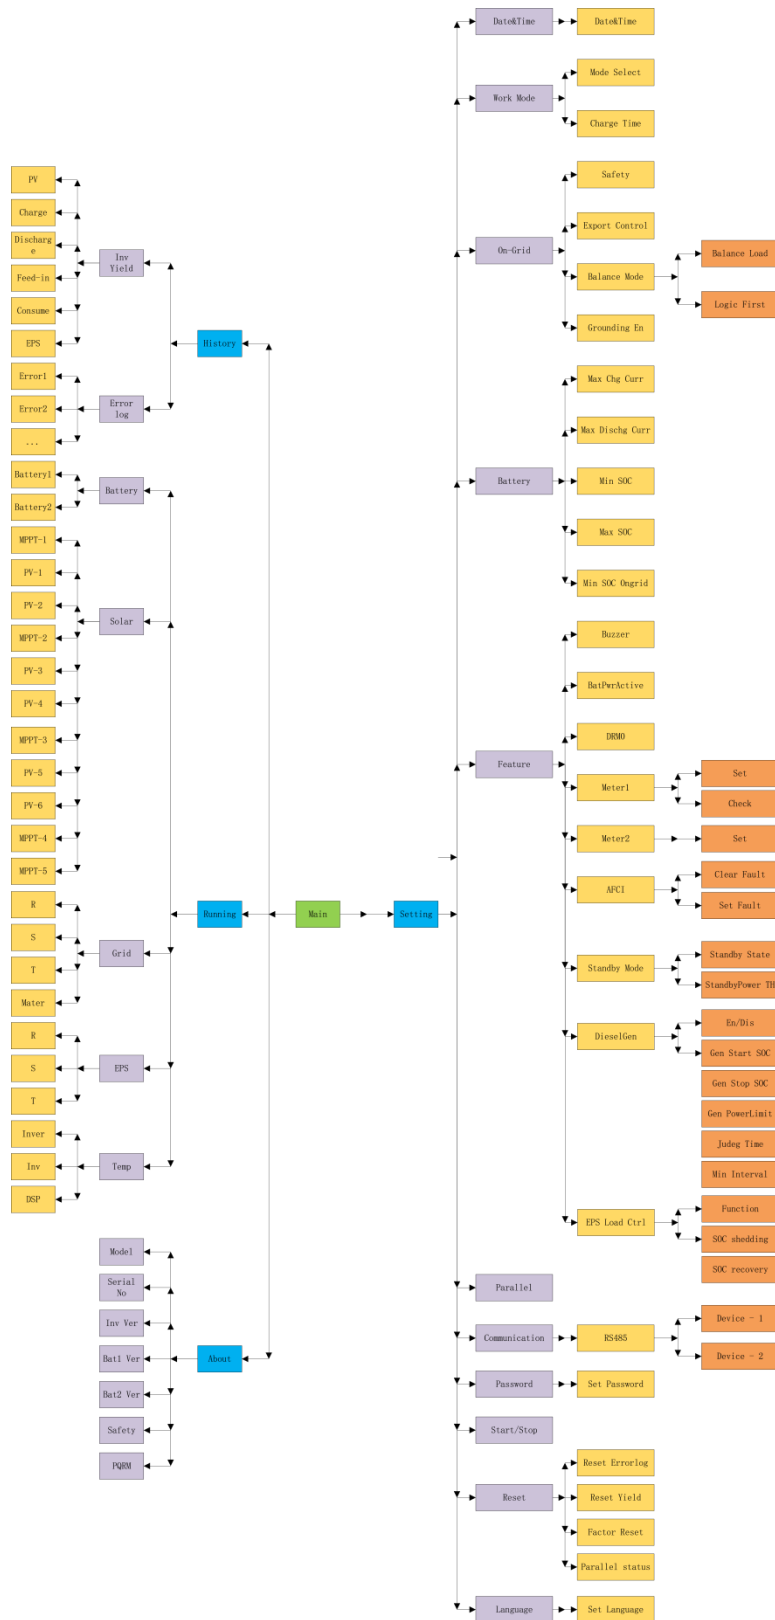 PV
Charge
Discharg
e
Feed-in
Consume
EPS
Inv
Yield
Error1
Error2
...
Error
log
History
Battery1
Battery2
Battery
MPPT-1
PV-1
PV-2
MPPT-2
PV-3
PV-4
MPPT-3
PV-5
PV-6
MPPT-4
MPPT-5
Solar
R
S
T
Mater
Grid
R
S
T
EPS
Inver
Inv
DSP
Temp
Running
Model
Serial
No
Inv Ver
Bat1 Ver
Bat2 Ver
Safety
PQRM
About
Main
Setting
Date&Time
Date&Time
Work Mode
Mode Select
Charge Time
On-Grid
Safety
Export Control
Balance Mode
Balance Load
Logic First
Grounding En
Battery
Max Chg Curr
Max Dischg Curr
Min SOC
Max SOC
Min SOC Ongrid
Feature
Buzzer
BatPwrActive
DRM0
Meter1
Set
Check
Meter2
Set
AFCI
Clear Fault
Set Fault
Standby Mode
Standby State
StandbyPower TH
DieselGen
En/Dis
Gen Start SOC
Gen Stop SOC
Gen PowerLimit
Judeg Time
Min Interval
EPS Load Ctrl
Function
SOC shedding
SOC recovery
Parallel
Communication
RS485
Device - 1
Device - 2
Password
Set Password
Start/Stop
Reset
Reset Errorlog
Reset Yield
Factor Reset
Parallel status
Language
Set Language